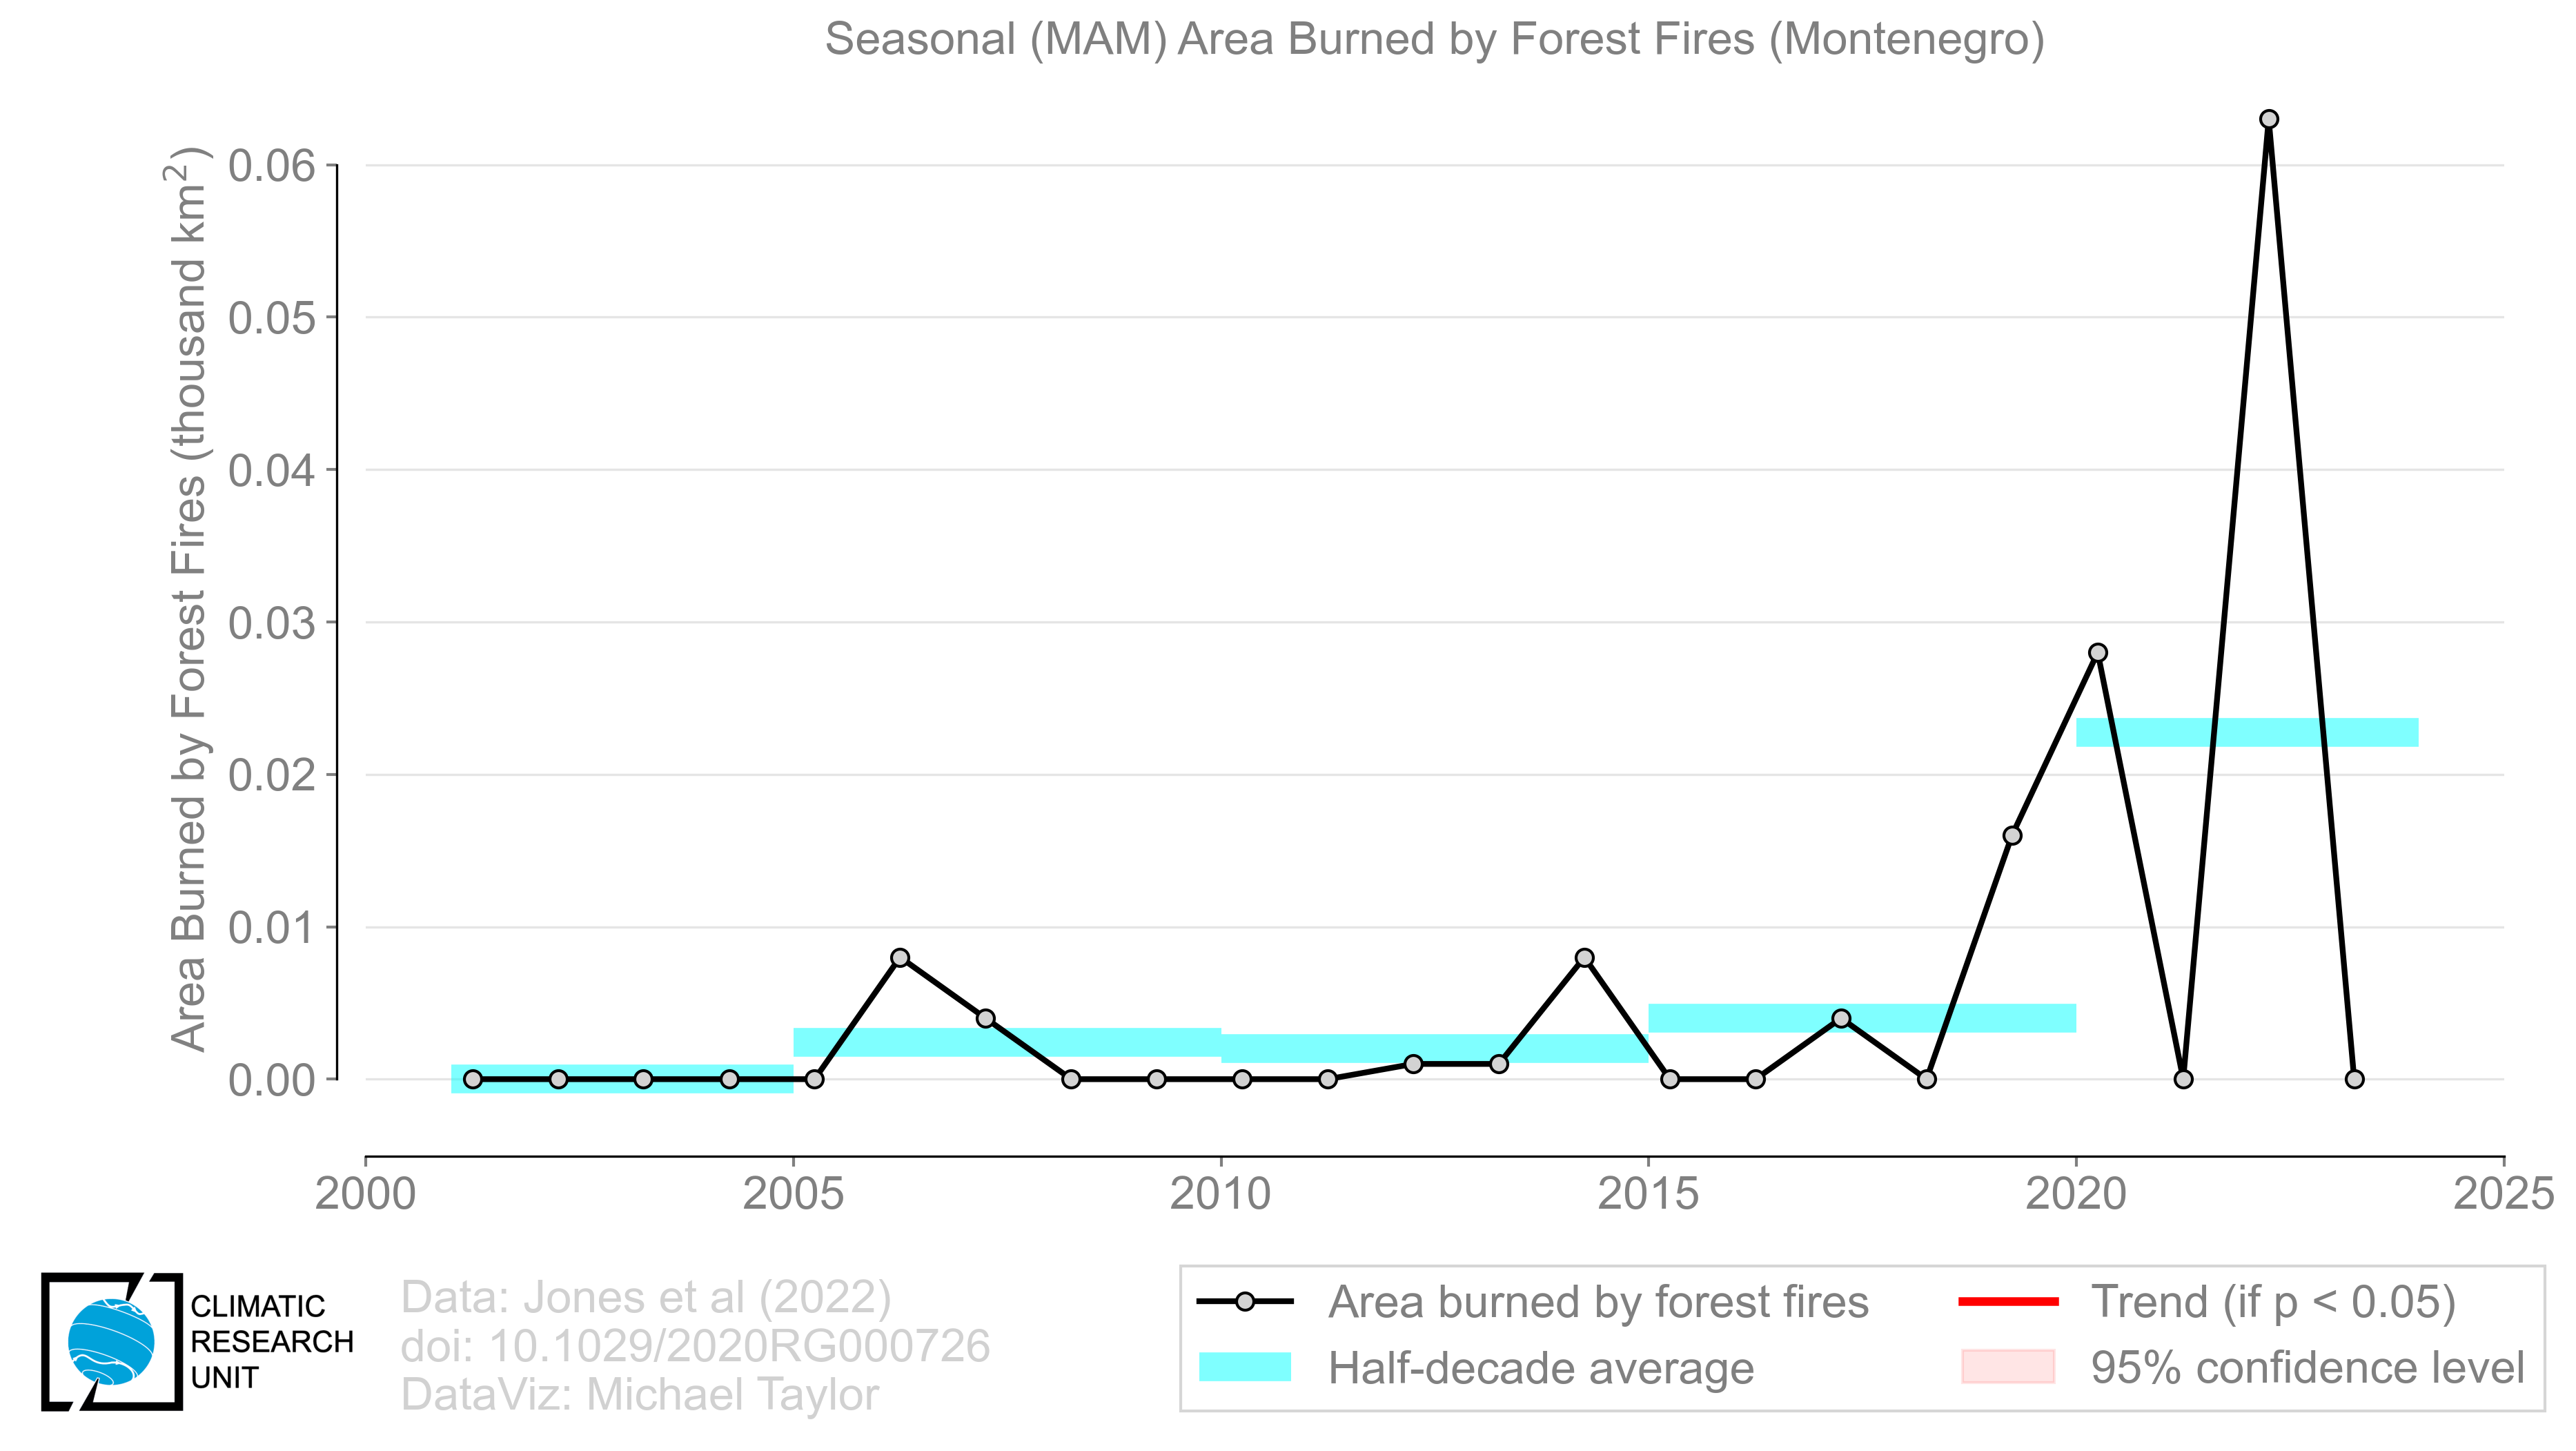 Seasonal (MAM) Area Burned by Forest Fires (Montenegro)
Area Burned by Forest Fires (thousand km²)
0.06
0.05
0.04
0.03
0.02
0.01
0.00
2000 2005 2010 2015 2020 2025
CLIMATIC
RESEARCH
UNIT
Data: Jones et al (2022)
doi: 10.1029/2020RG000726
DataViz: Michael Taylor
Area burned by forest fires
Half-decade average
Trend (if p < 0.05)
95% confidence level